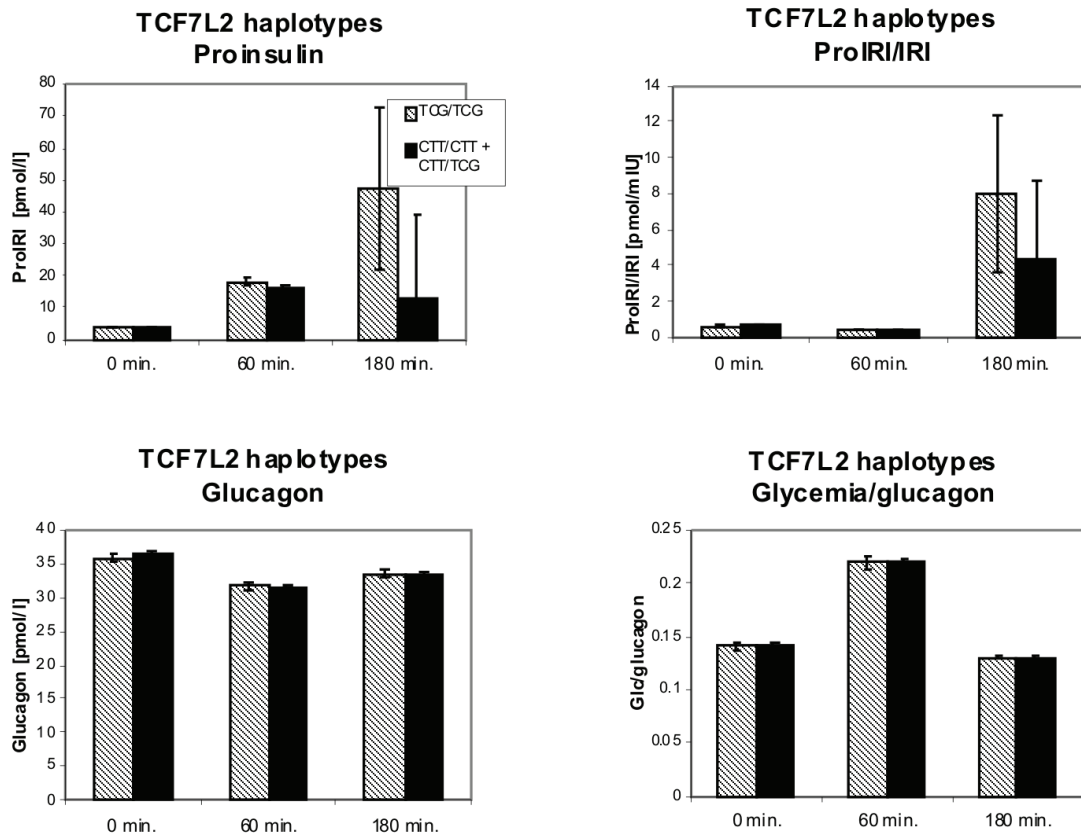 TCF7L2 haplotypes
Proinsulin
ProIRI [pmol/l]
80
70
60
50
40
30
20
10
0
TCG/TCG
CTT/CTT +
CTT/TCG
0 min.
60 min.
180 min.
TCF7L2 haplotypes
ProIRI/IRI
ProIRI/IRI [pmol/mIU]
14
12
10
8
6
4
2
0
0 min.
60 min.
180 min.
TCF7L2 haplotypes
Glucagon
Glucagon [pmol/l]
40
35
30
25
20
15
10
5
0
0 min.
60 min.
180 min.
TCF7L2 haplotypes
Glycemia/glucagon
Glc/glucagon
0.25
0.2
0.15
0.1
0.05
0
0 min.
60 min.
180 min.